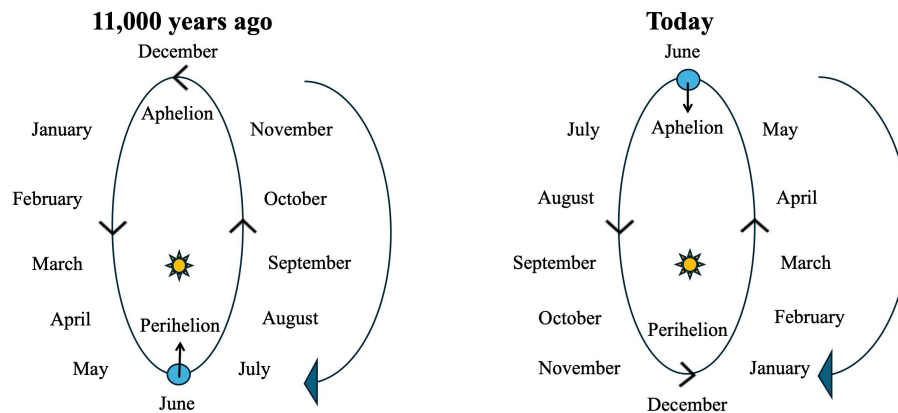 11,000 years ago
December
Aphelion
January
November
February
October
March
September
April
Perihelion
August
May
July
June
Today
June
Aphelion
July
May
August
April
September
March
October
Perihelion
February
November
January
December